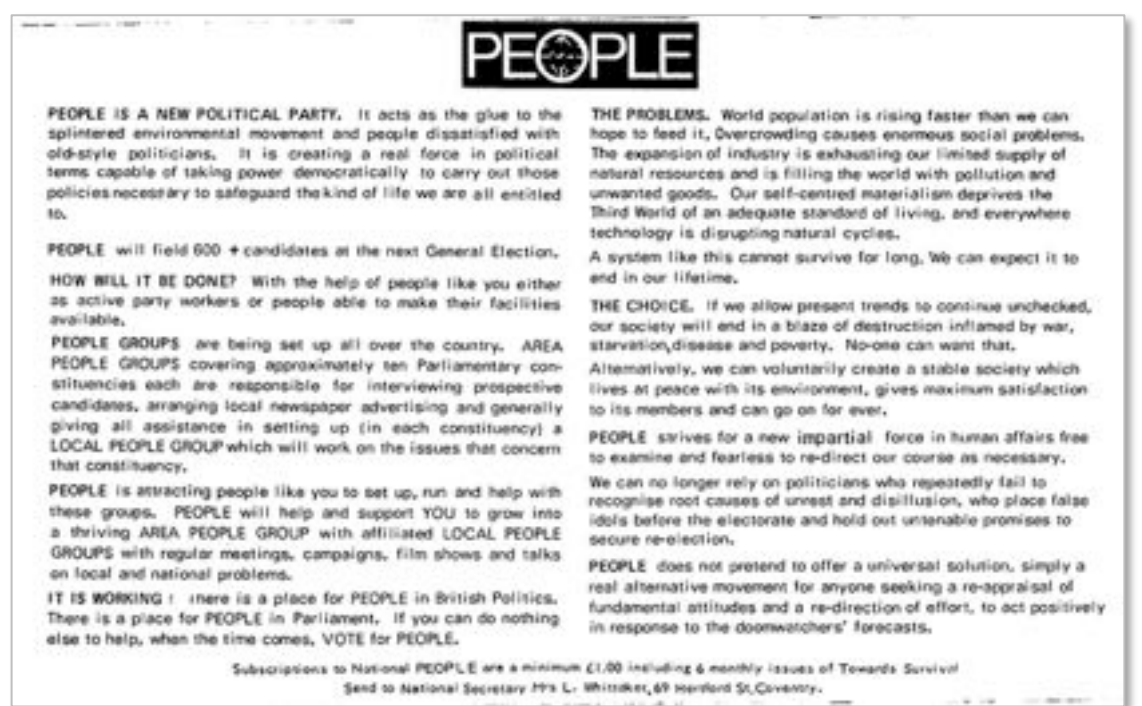 PEOPLE
PEOPLE IS A NEW POLITICAL PARTY. It acts as the glue to the
splintered environmental movement and people dissatisfied with
old-style politicians. It is creating a real force in political
terms capable of taking power democratically to carry out those
policies necessary to safeguard the kind of life we are all entitled
to.
PEOPLE will field 600 + candidates at the next General Election.
HOW WILL IT BE DONE? With the help of people like you either
as active party workers or people able to make their facilities
available.
PEOPLE GROUPS are being set up all over the country. AREA
PEOPLE GROUPS covering approximately ten Parliamentary con-
stituencies each are responsible for interviewing prospective
candidates, arranging local newspaper advertising and generally
giving all assistance in setting up (in each constituency) a
LOCAL PEOPLE GROUP which will work on the issues that concern
that constituency.
PEOPLE is attracting people like you to set up, run and help with
these groups. PEOPLE will help and support YOU to grow into
a thriving AREA PEOPLE GROUP with affiliated LOCAL PEOPLE
GROUPS with regular meetings, campaigns, film shows and talks
on local and national problems.
IT IS WORKING ! There is a place for PEOPLE in British Politics.
There is a place for PEOPLE in Parliament. If you can do nothing
else to help, when the time comes, VOTE for PEOPLE.
THE PROBLEMS. World population is rising faster than we can
hope to feed it, Overcrowding causes enormous social problems.
The expansion of industry is exhausting our limited supply of
natural resources and is filling the world with pollution and
unwanted goods. Our self-centred materialism deprives the
Third World of an adequate standard of living, and everywhere
technology is disrupting natural cycles.
A system like this cannot survive for long. We can expect it to
end in our lifetime.
THE CHOICE. If we allow present trends to continue unchecked,
our society will end in a blaze of destruction inflamed by war,
starvation, disease and poverty. No-one can want that.
Alternatively, we can voluntarily create a stable society which
lives at peace with its environment, gives maximum satisfaction
to its members and can go on for ever.
PEOPLE strives for a new impartial force in human affairs free
to examine and fearless to re-direct our course as necessary.
We can no longer rely on politicians who repeatedly fail to
recognise root causes of unrest and disillusion, who place false
idols before the electorate and hold out untenable promises to
secure re-election.
PEOPLE does not pretend to offer a universal solution, simply a
real alternative movement for anyone seeking a re-appraisal of
fundamental attitudes and a re-direction of effort, to act positively
in response to the doomwatchers' forecasts.
Subscriptions to National PEOPLE are a minimum £1.00 including 6 monthly issues of Towards Survival
Send to National Secretary Mrs L. Whittaker, 69 Hertford St, Coventry.